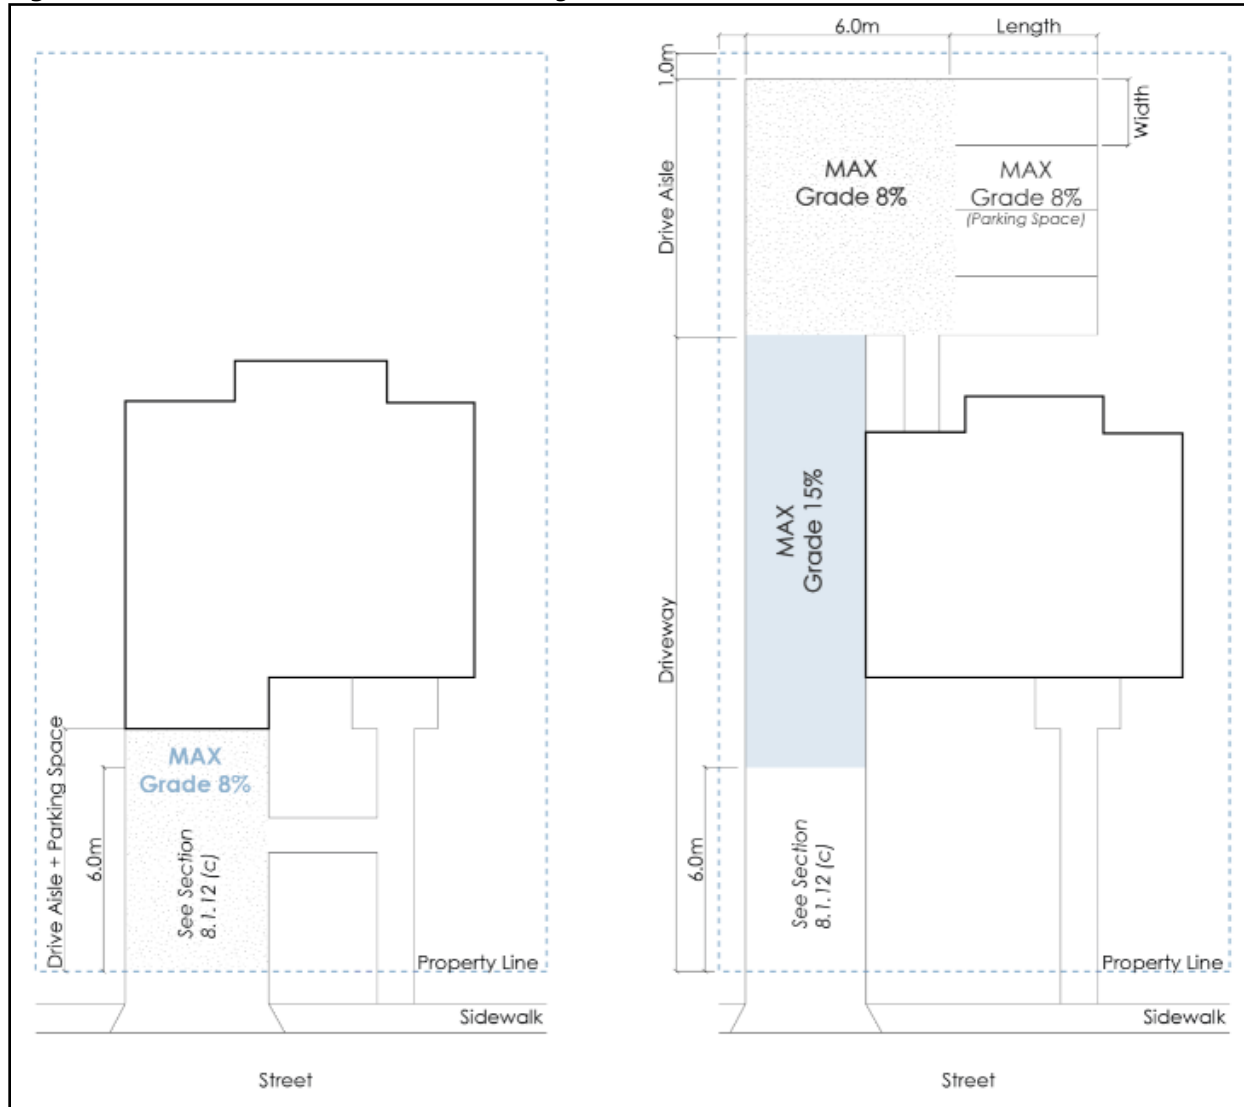 MAX
Grade 8%
See Section
8.1.12 (c)
Drive Aisle + Parking Space
6.0m
Property Line
Sidewalk
Street
6.0m
Length
1.0m
Width
Drive Aisle
MAX
Grade 8%
MAX
Grade 8%
(Parking Space)
MAX
Grade 15%
Driveway
6.0m
See Section
8.1.12 (c)
Property Line
Sidewalk
Street